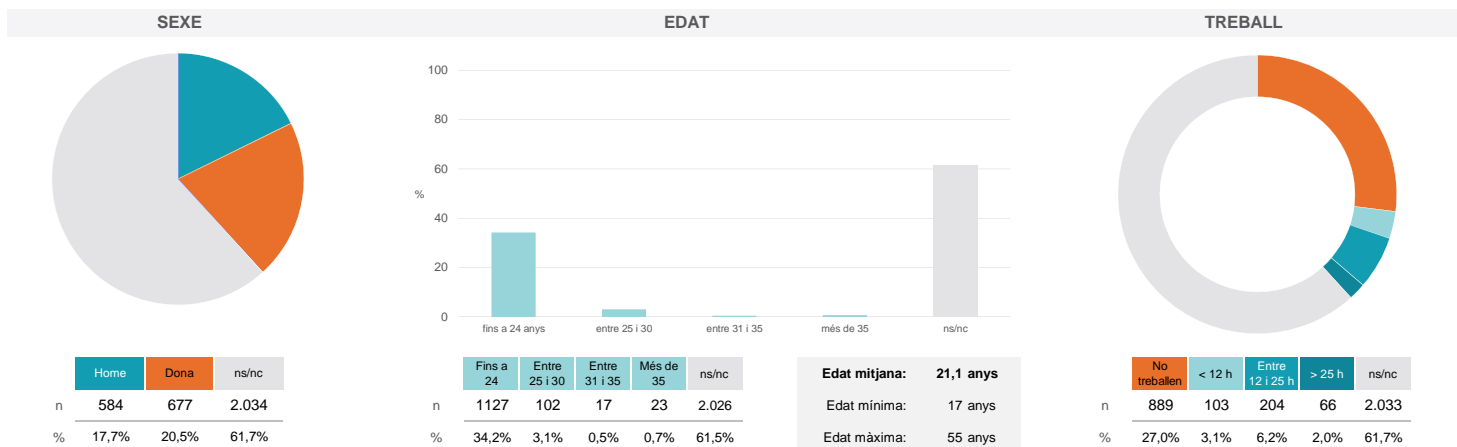 SEXE EDAT TREBALL
100
80
60
%
40
20
0
fins a 24 anys entre 25 i 30 entre 31 i 35 més de 35 ns/nc
Home Dona ns/nc
n 584 677 2.034
% 17,7% 20,5% 61,7%
Fins a 24 Entre 25 i 30 Entre 31 i 35 Més de 35 ns/nc
n 1127 102 17 23 2.026
% 34,2% 3,1% 0,5% 0,7% 61,5%
Edat mitjana: 21,1 anys
Edat mínima: 17 anys
Edat màxima: 55 anys
No treballen < 12 h Entre 12 i 25 h > 25 h ns/nc
n 889 103 204 66 2.033
% 27,0% 3,1% 6,2% 2,0% 61,7%